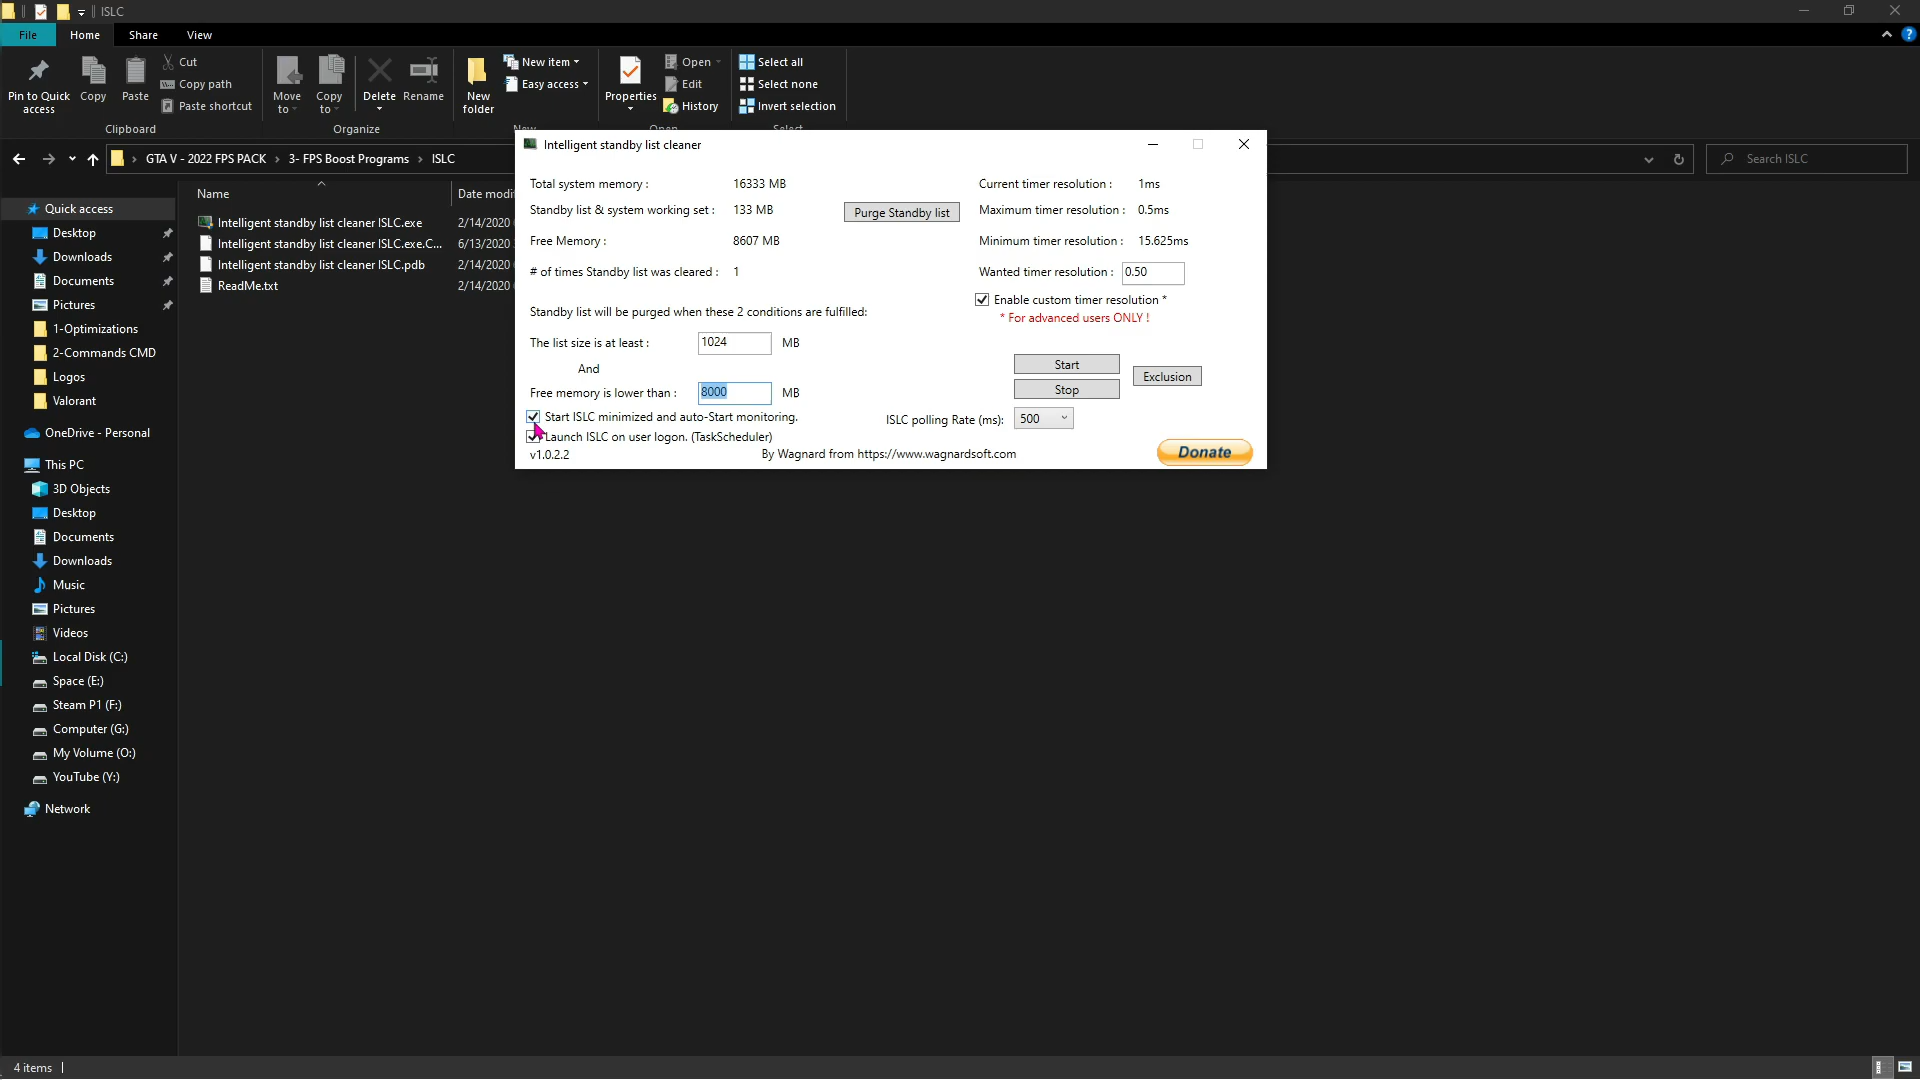 ISLC
File Home Share View
Pin to Quick access
Copy
Paste
Cut
Copy path
Paste shortcut
Clipboard
Move to
Copy to
Delete
Rename
Organize
New folder
New item
Easy access
New
Properties
Open
Edit
History
Open
Select all
Select none
Invert selection
Select
GTA V - 2022 FPS PACK > 3- FPS Boost Programs > ISLC
Search ISLC
Quick access
Desktop
Downloads
Documents
Pictures
1-Optimizations
2-Commands CMD
Logos
Valorant
OneDrive - Personal
This PC
3D Objects
Desktop
Documents
Downloads
Music
Pictures
Videos
Local Disk (C:)
Space (E:)
Steam P1 (F:)
Computer (G:)
My Volume (O:)
YouTube (Y:)
Network
Name Date modi
Intelligent standby list cleaner ISLC.exe 2/14/2020
Intelligent standby list cleaner ISLC.exe.C... 6/13/2020
Intelligent standby list cleaner ISLC.pdb 2/14/2020
ReadMe.txt 2/14/2020
Intelligent standby list cleaner
Total system memory : 16333 MB
Standby list & system working set : 133 MB
Purge Standby list
Free Memory : 8607 MB
# of times Standby list was cleared : 1
Standby list will be purged when these 2 conditions are fulfilled:
The list size is at least : 1024 MB
And
Free memory is lower than : 8000 MB
Start ISLC minimized and auto-Start monitoring.
Launch ISLC on user logon. (TaskScheduler)
v1.0.2.2
By Wagnard from https://www.wagnardsoft.com
Current timer resolution : 1ms
Maximum timer resolution : 0.5ms
Minimum timer resolution : 15.625ms
Wanted timer resolution : 0.50
Enable custom timer resolution *
* For advanced users ONLY !
Start
Stop
Exclusion
ISLC polling Rate (ms): 500
Donate
4 items